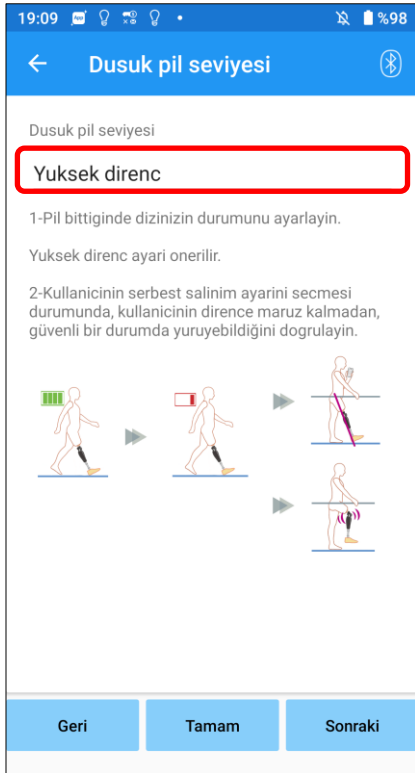 19:09 %98
Dusuk pil seviyesi
Dusuk pil seviyesi
Yuksek direnc
1-Pil bittiginde dizinizin durumunu ayarlayin.
Yuksek direnc ayari onerilir.
2-Kullanicinin serbest salinim ayarini secmesi
durumunda, kullanicinin dirence maruz kalmadan,
güvenli bir durumda yuruyebildiğini dogrulayin.
Geri Tamam Sonraki